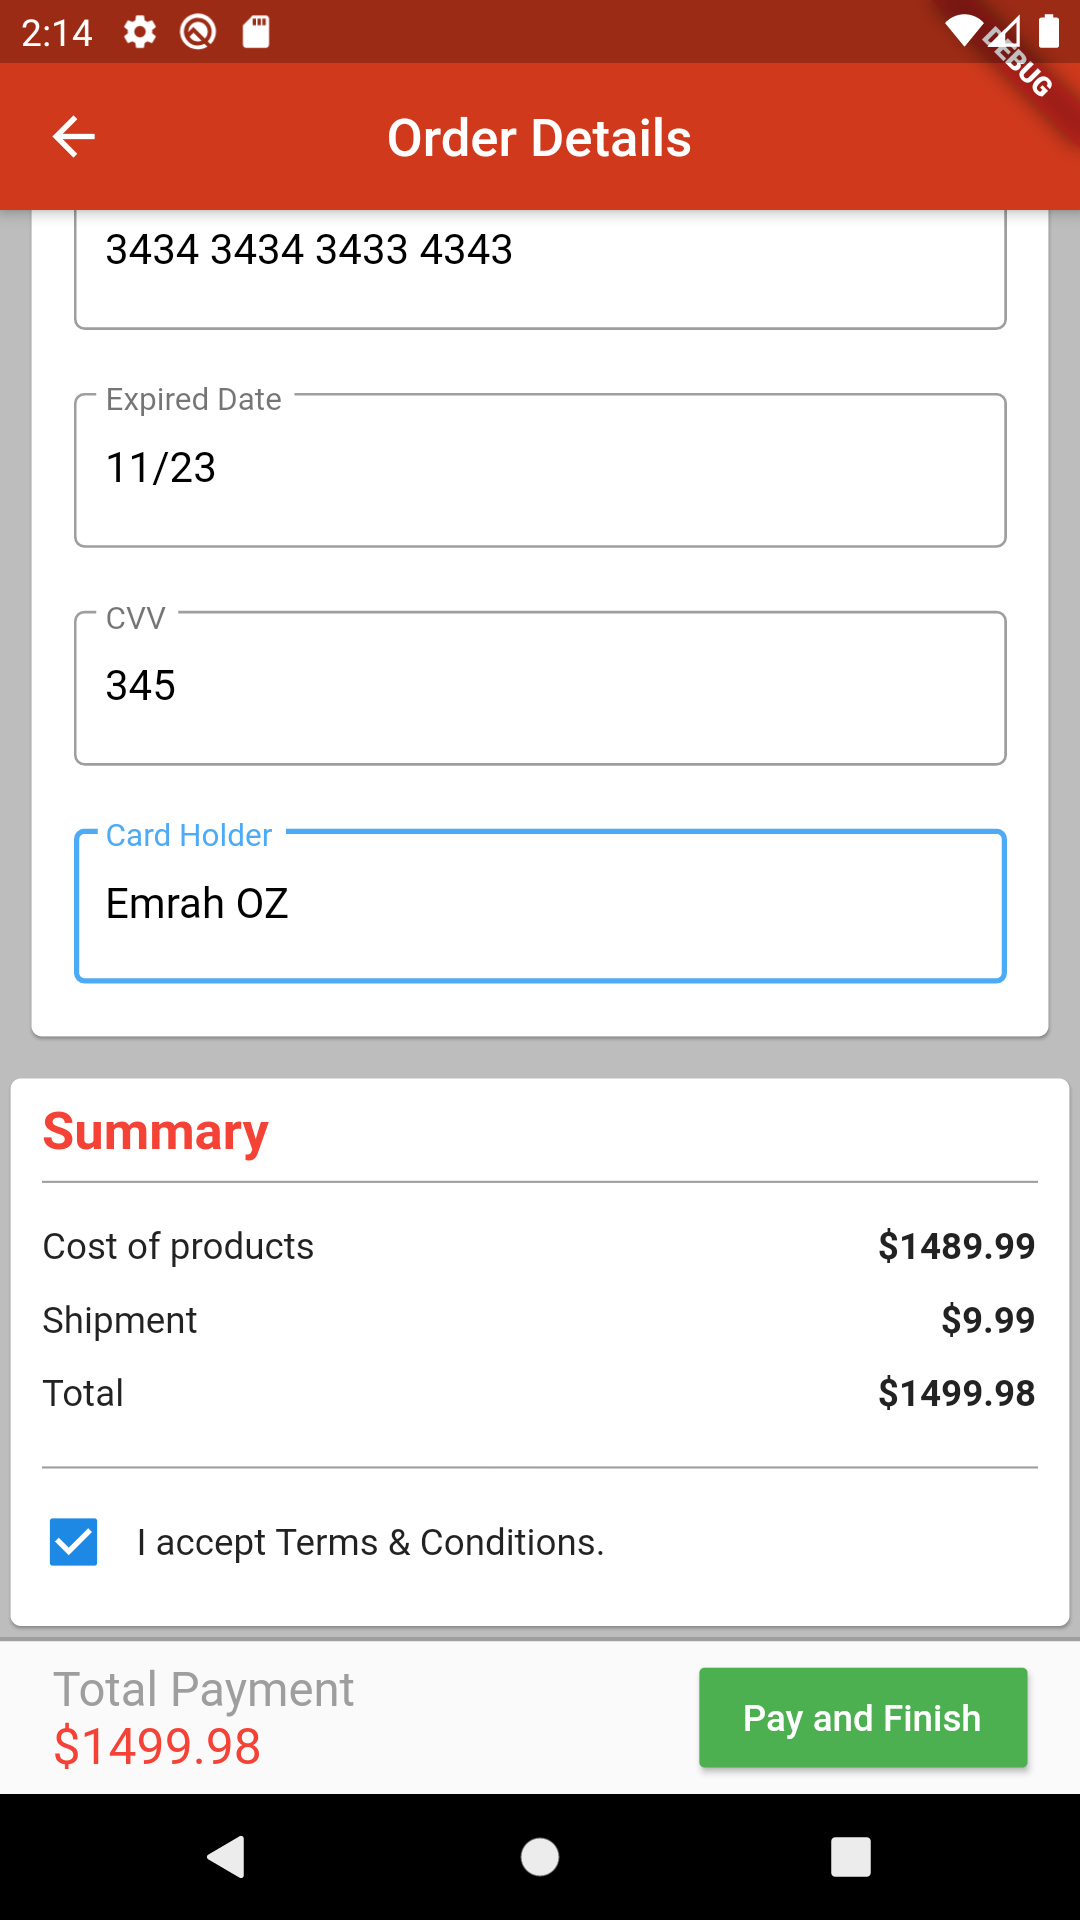 2:14
DEBUG
Order Details
3434 3434 3433 4343
Expired Date
11/23
CVV
345
Card Holder
Emrah OZ
Summary
Cost of products $1489.99
Shipment $9.99
Total $1499.98
I accept Terms & Conditions.
Total Payment
$1499.98
Pay and Finish